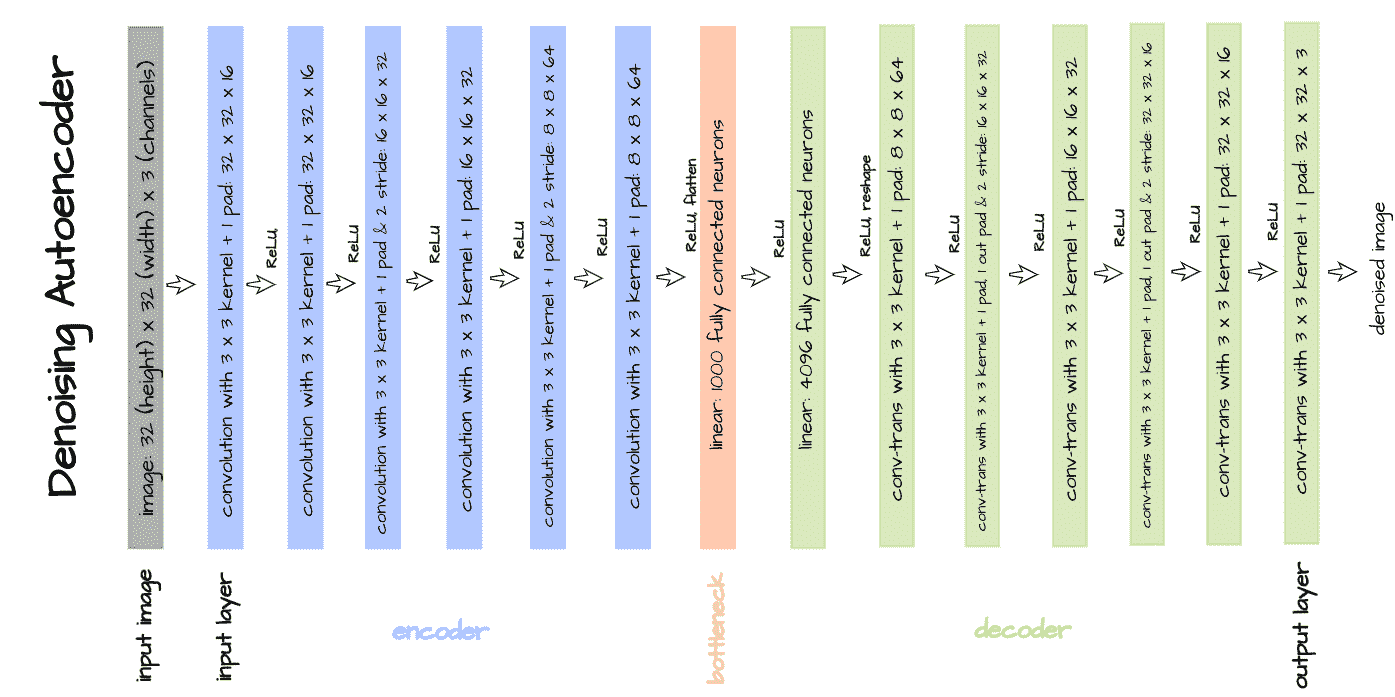 Denoising Autoencoder
input image
image: 32 (height) x 32 (width) x 3 (channels)
input layer
convolution with 3 x 3 kernel + 1 pad: 32 x 32 x 16
ReLu
convolution with 3 x 3 kernel + 1 pad: 32 x 32 x 16
ReLu
convolution with 3 x 3 kernel + 1 pad & 2 stride: 16 x 16 x 32
ReLu
convolution with 3 x 3 kernel + 1 pad: 16 x 16 x 32
ReLu
convolution with 3 x 3 kernel + 1 pad & 2 stride: 8 x 8 x 64
ReLu
convolution with 3 x 3 kernel + 1 pad: 8 x 8 x 64
encoder
ReLu, flatten
linear: 1000 fully connected neurons
bottleneck
ReLu
linear: 4096 fully connected neurons
ReLu, reshape
conv-trans with 3 x 3 kernel + 1 pad: 8 x 8 x 64
ReLu
conv-trans with 3 x 3 kernel + 1 pad, 1 out pad & 2 stride: 16 x 16 x 32
ReLu
conv-trans with 3 x 3 kernel + 1 pad: 16 x 16 x 32
ReLu
conv-trans with 3 x 3 kernel + 1 pad, 1 out pad & 2 stride: 32 x 32 x 16
ReLu
conv-trans with 3 x 3 kernel + 1 pad: 32 x 32 x 16
ReLu
conv-trans with 3 x 3 kernel + 1 pad: 32 x 32 x 3
decoder
output layer
denoised image